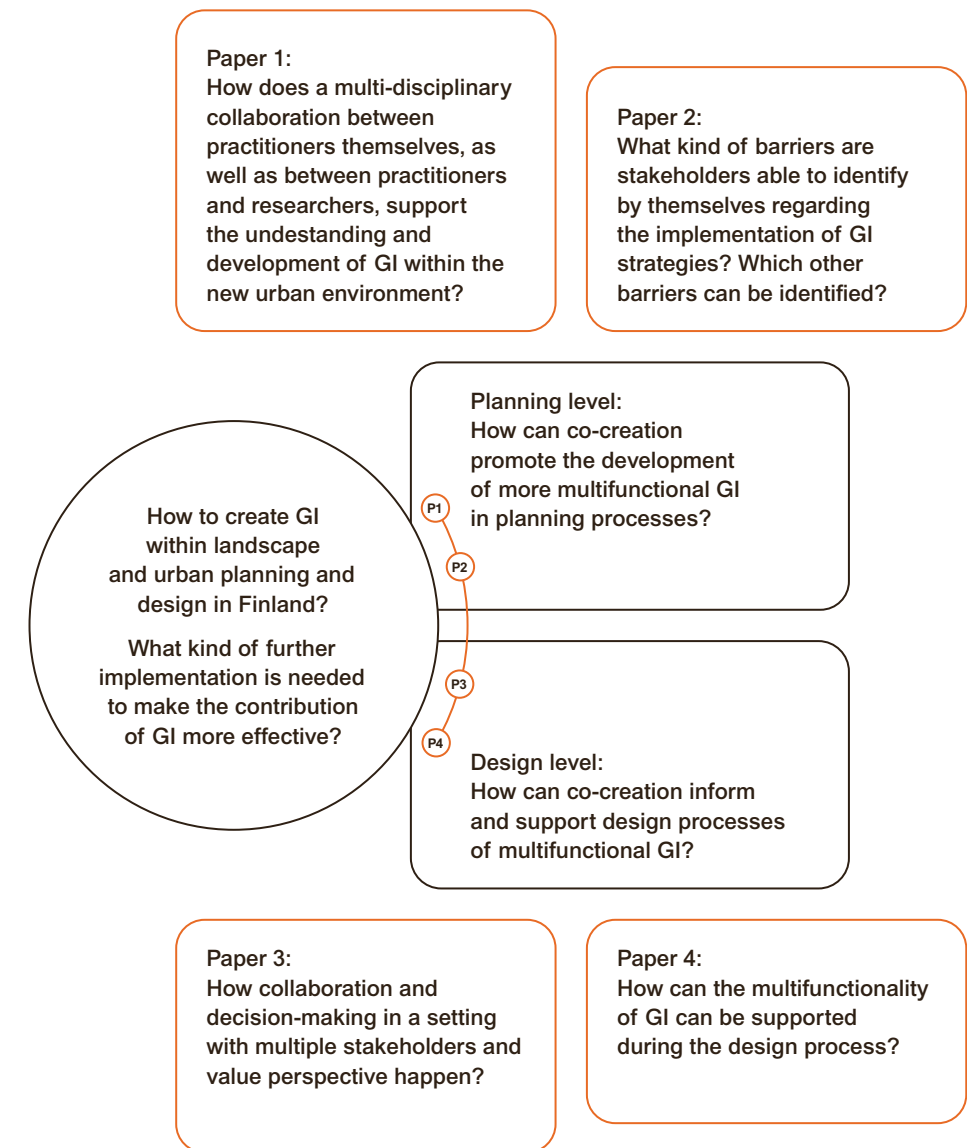 Paper 1:
How does a multi-disciplinary
collaboration between
practitioners themselves, as
well as between practitioners
and researchers, support
the undestanding and
development of GI within the
new urban environment?
Paper 2:
What kind of barriers are
stakeholders able to identify
by themselves regarding
the implementation of GI
strategies? Which other
barriers can be identified?
How to create GI
within landscape
and urban planning and
design in Finland?
What kind of further
implementation is needed
to make the contribution
of GI more effective?
P1
P2
P3
P4
Planning level:
How can co-creation
promote the development
of more multifunctional GI
in planning processes?
Design level:
How can co-creation inform
and support design processes
of multifunctional GI?
Paper 3:
How collaboration and
decision-making in a setting
with multiple stakeholders and
value perspective happen?
Paper 4:
How can the multifunctionality
of GI can be supported
during the design process?